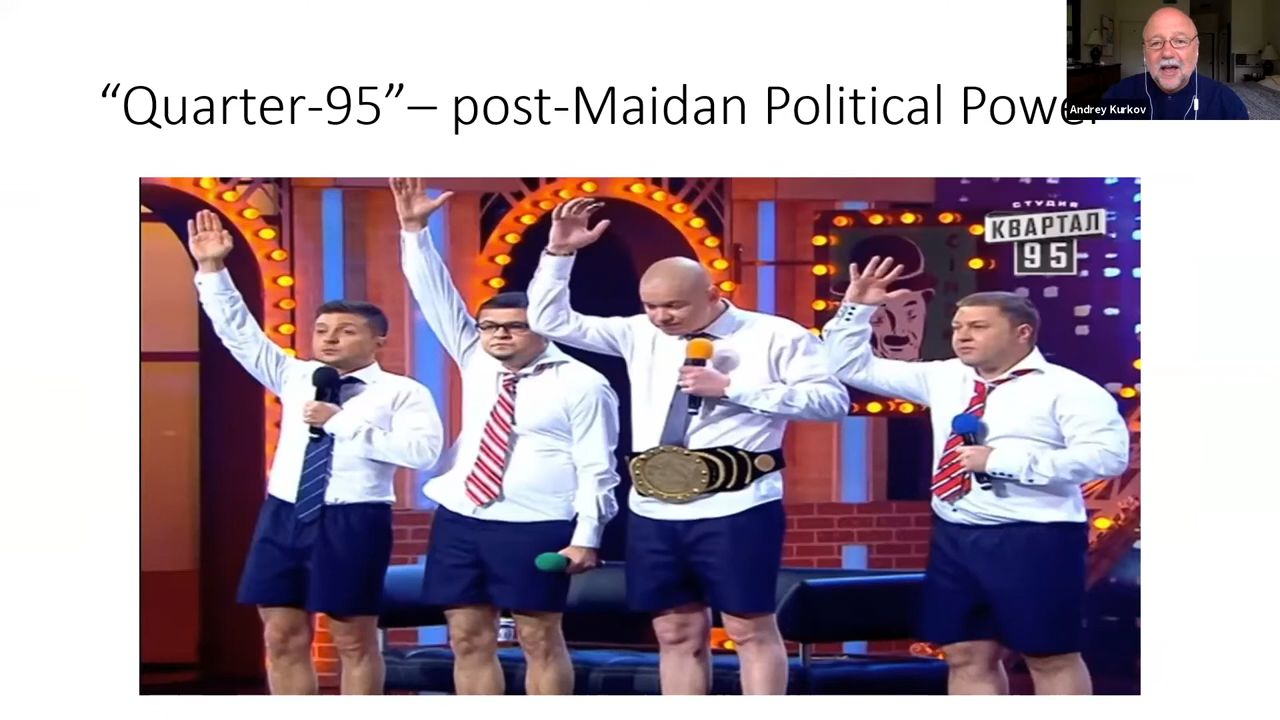 “Quarter-95”– post-Maidan Political Power
Andrey Kurkov
СТУДИЯ
КВАРТАЛ
95